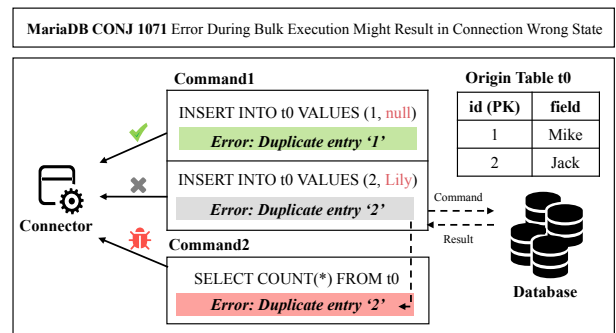 MariaDB CONJ 1071 Error During Bulk Execution Might Result in Connection Wrong State
Command1
INSERT INTO t0 VALUES (1, null)
Error: Duplicate entry ‘1’
INSERT INTO t0 VALUES (2, Lily)
Error: Duplicate entry ‘2’
Command2
SELECT COUNT(*) FROM t0
Error: Duplicate entry ‘2’
Connector
Origin Table t0
id (PK) field
1 Mike
2 Jack
Command
Result
Database